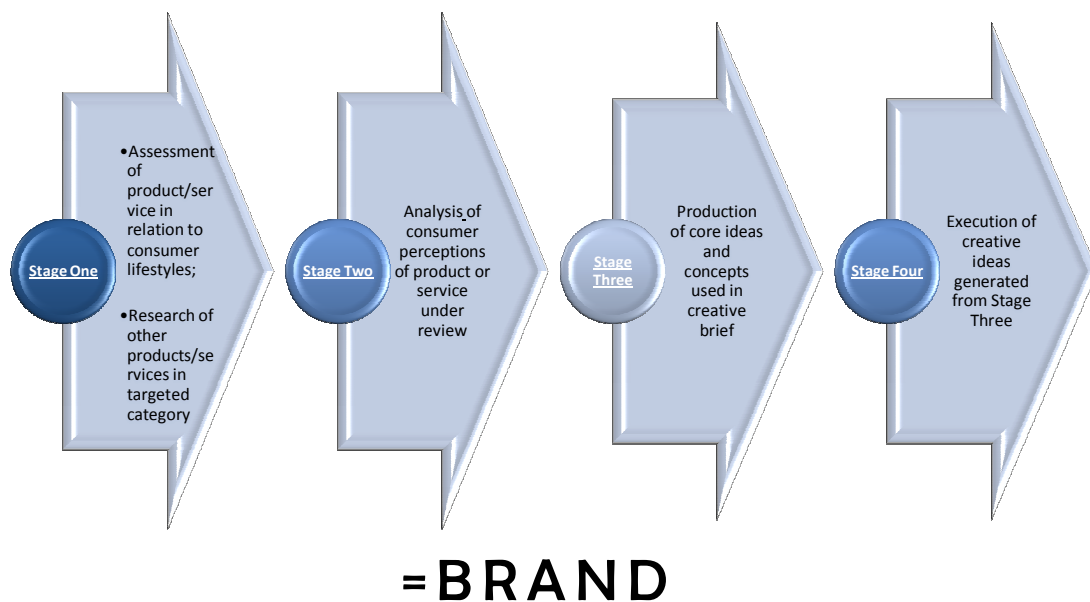 Stage One
•Assessment
of
product/ser
vice in
relation to
consumer
lifestyles;
•Research of
other
products/se
rvices in
targeted
category
Stage Two
Analysis of
consumer
perceptions
of product or
service
under
review
Stage
Three
Production
of core ideas
and
concepts
used in
creative
brief
Stage Four
Execution of
creative
ideas
generated
from Stage
Three
=BRAND